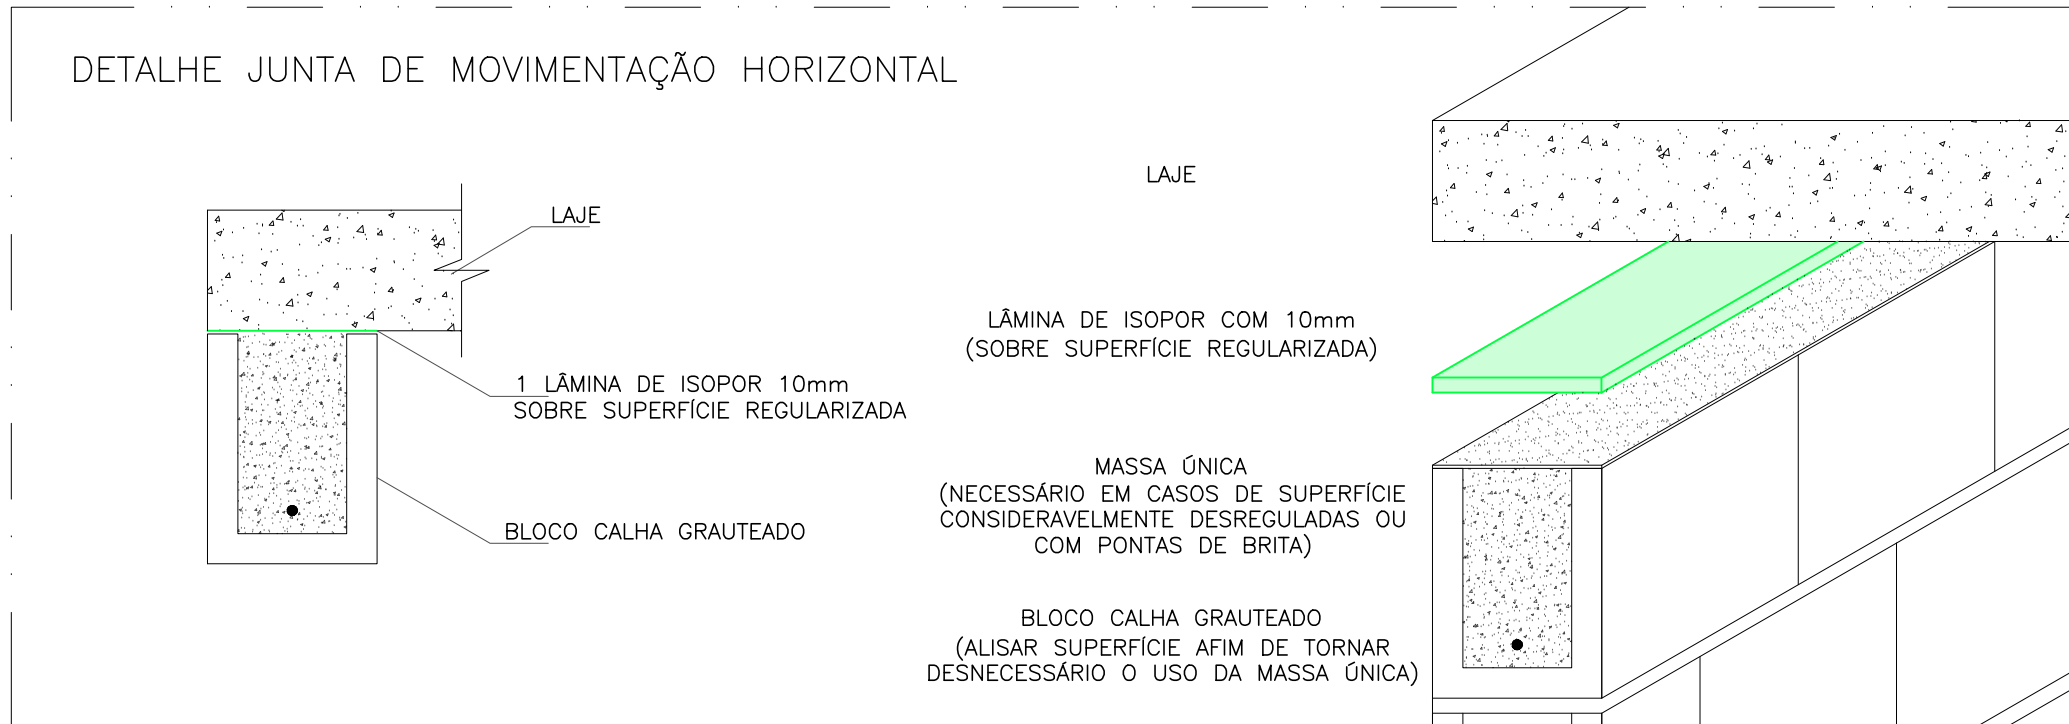 DETALHE JUNTA DE MOVIMENTAÇÃO HORIZONTAL
LAJE
1 LÂMINA DE ISOPOR 10mm
SOBRE SUPERFÍCIE REGULARIZADA
BLOCO CALHA GRAUTEADO
LAJE
LÂMINA DE ISOPOR COM 10mm
(SOBRE SUPERFÍCIE REGULARIZADA)
MASSA ÚNICA
(NECESSÁRIO EM CASOS DE SUPERFÍCIE
CONSIDERAVELMENTE DESREGULADAS OU
COM PONTAS DE BRITA)
BLOCO CALHA GRAUTEADO
(ALISAR SUPERFÍCIE AFIM DE TORNAR
DESNECESSÁRIO O USO DA MASSA ÚNICA)